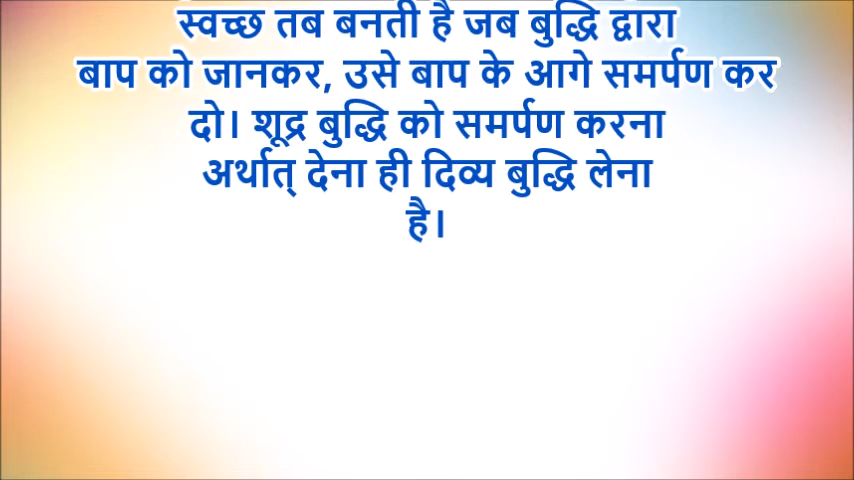 स्वच्छ तब बनती है जब बुद्धि द्वारा
बाप को जानकर, उसे बाप के आगे समर्पण कर
दो। शूद्र बुद्धि को समर्पण करना
अर्थात् देना ही दिव्य बुद्धि लेना
है।